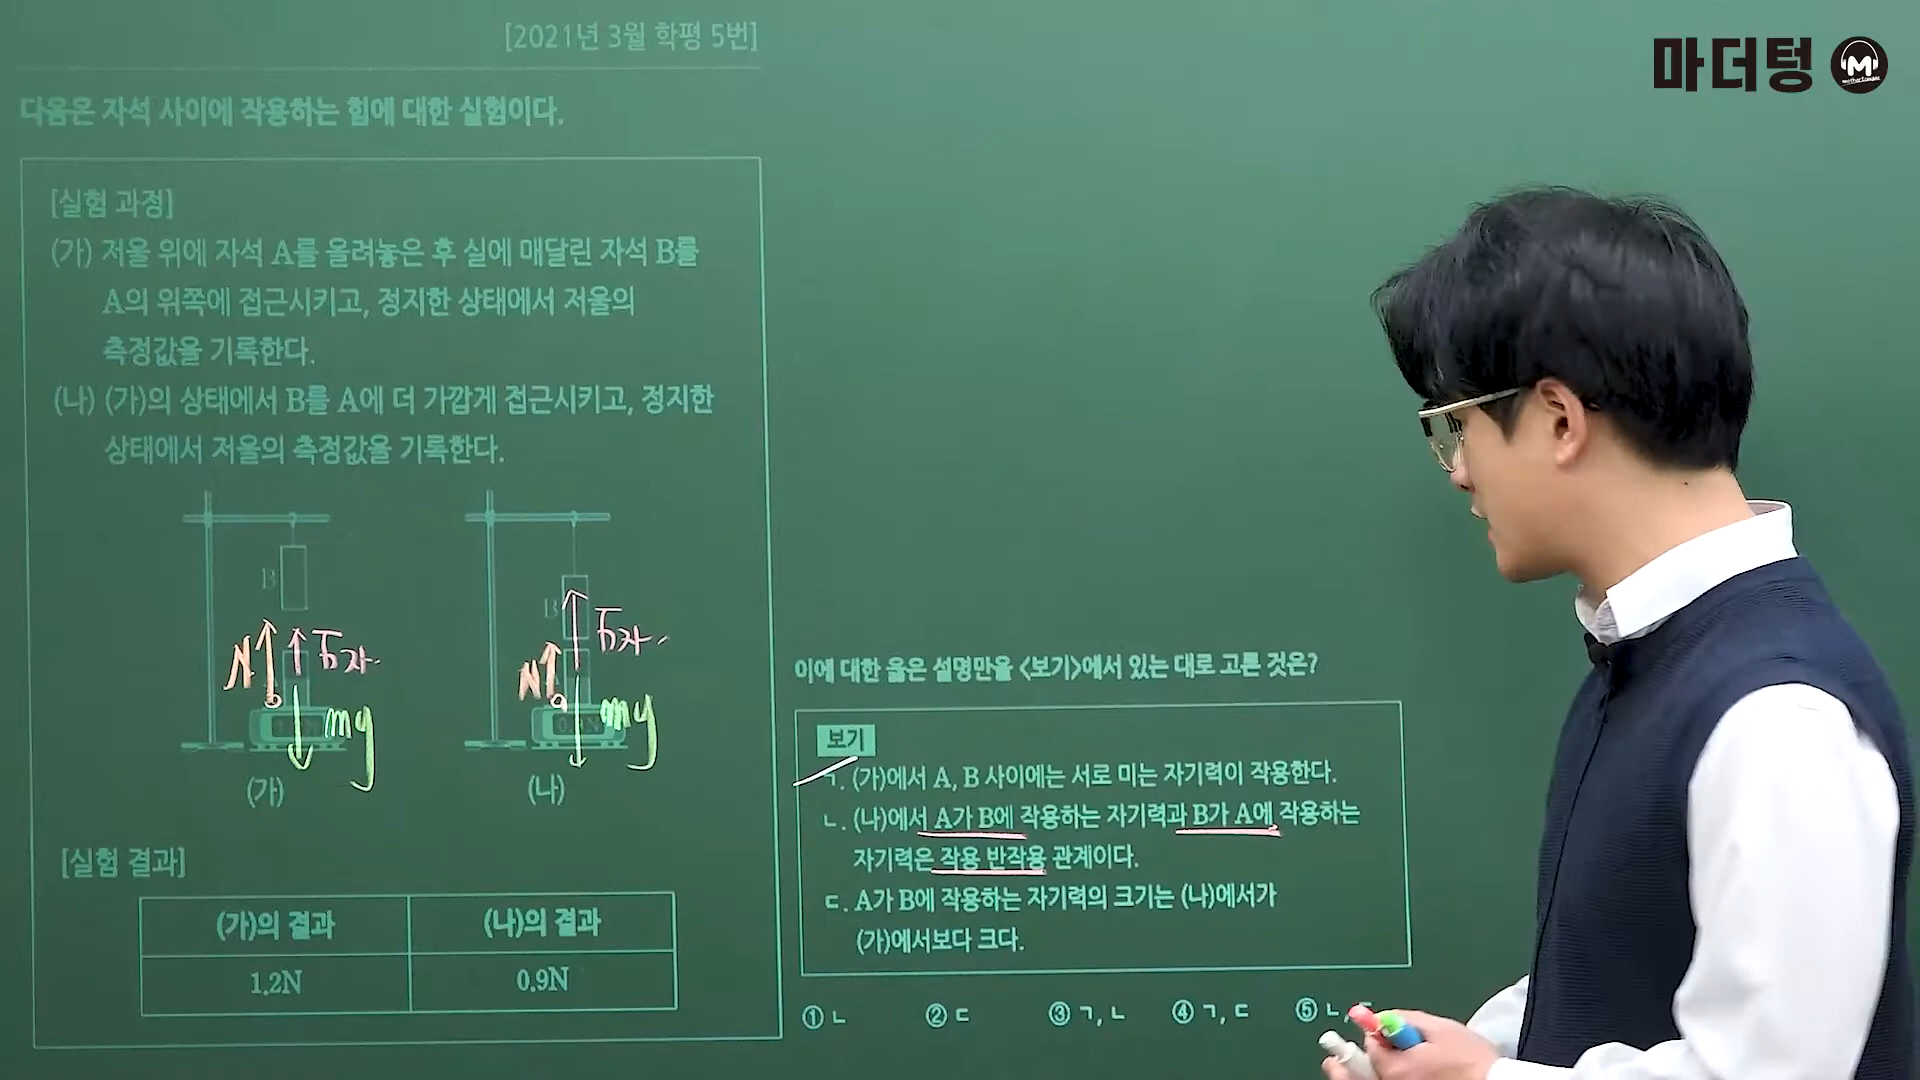 [2021년 3월 학평 5번]
마더텅
다음은 자석 사이에 작용하는 힘에 대한 실험이다.
[실험 과정]
(가) 저울 위에 자석 A를 올려놓은 후 실에 매달린 자석 B를
A의 위쪽에 접근시키고, 정지한 상태에서 저울의
측정값을 기록한다.
(나) (가)의 상태에서 B를 A에 더 가깝게 접근시키고, 정지한
상태에서 저울의 측정값을 기록한다.
B
B
N F자
N F자
mg
mg
(가)
(나)
[실험 결과]
(가)의 결과 (나)의 결과
1.2N 0.9N
이에 대한 옳은 설명만을 <보기>에서 있는 대로 고른 것은?
보기
ㄱ. (가)에서 A, B 사이에는 서로 미는 자기력이 작용한다.
ㄴ. (나)에서 A가 B에 작용하는 자기력과 B가 A에 작용하는
자기력은 작용 반작용 관계이다.
ㄷ. A가 B에 작용하는 자기력의 크기는 (나)에서가
(가)에서보다 크다.
① ㄴ ② ㄷ ③ ㄱ, ㄴ ④ ㄱ, ㄷ ⑤ ㄴ, ㄷ